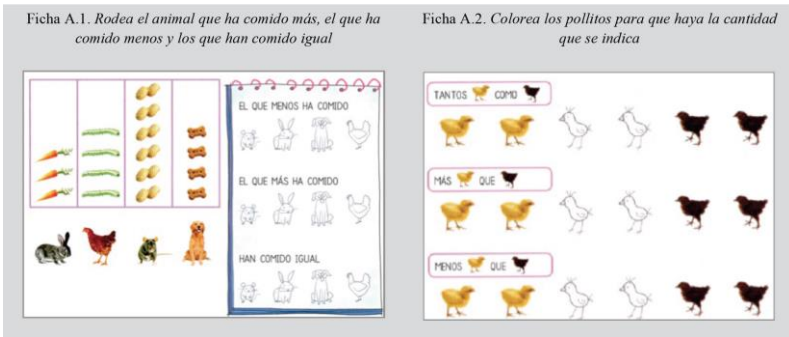 Ficha A.1. Rodea el animal que ha comido más, el que ha
comido menos y los que han comido igual
EL QUE MENOS HA COMIDO
EL QUE MÁS HA COMIDO
HAN COMIDO IGUAL
Ficha A.2. Colorea los pollitos para que haya la cantidad
que se indica
TANTOS COMO
MÁS QUE
MENOS QUE